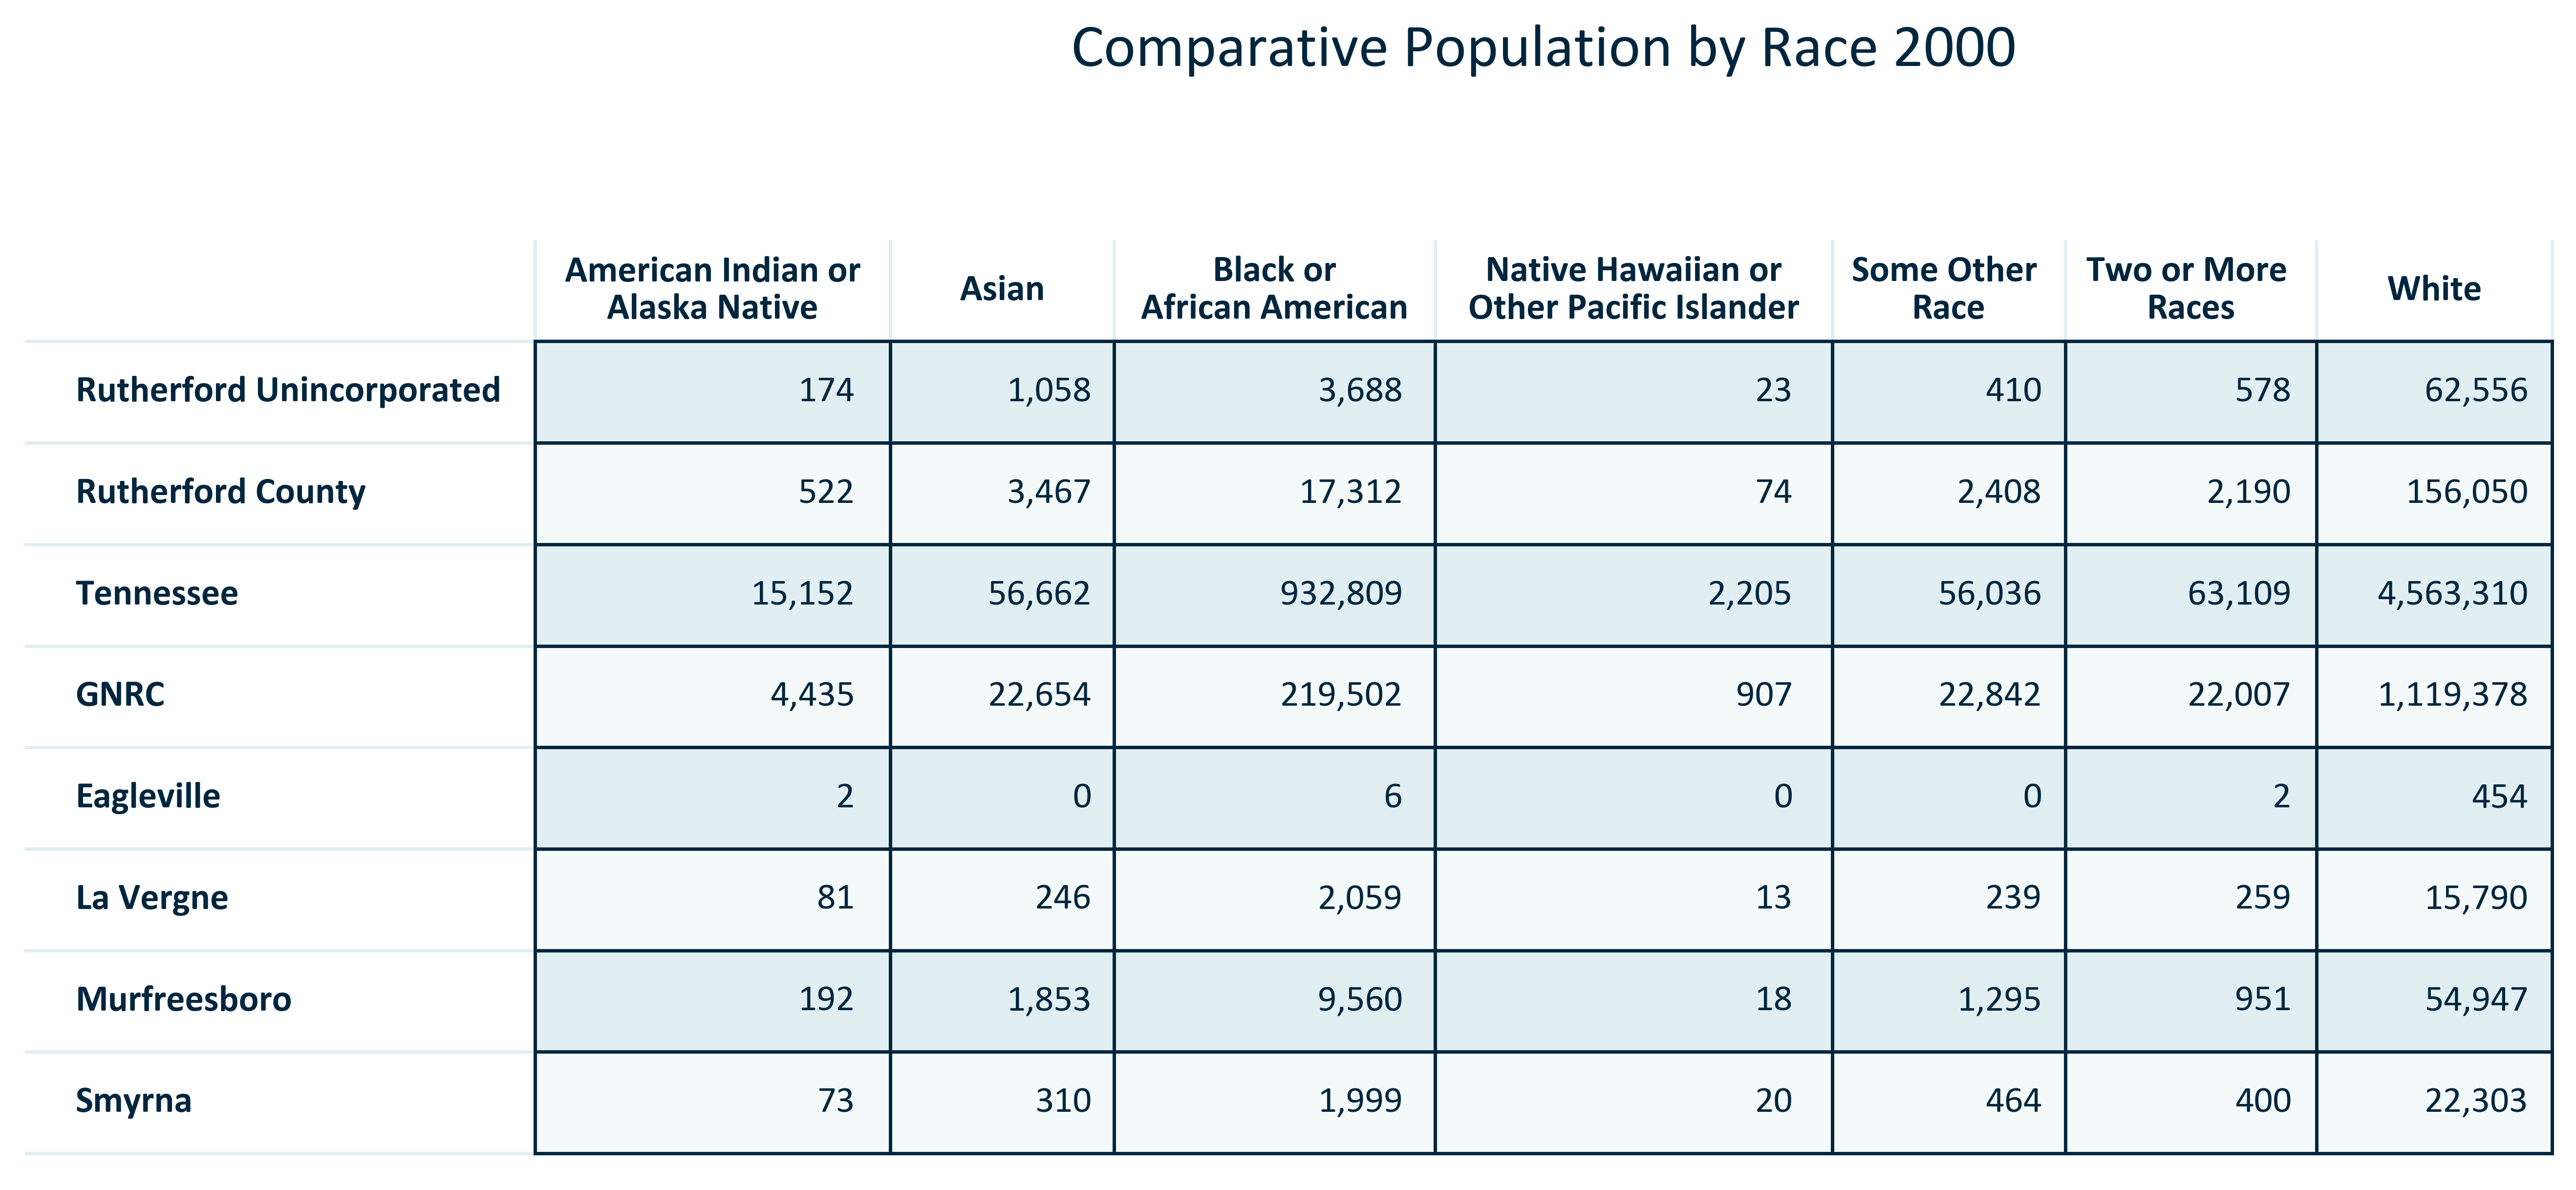 Comparative Population by Race 2000
American Indian or Alaska Native Asian Black or African American Native Hawaiian or Other Pacific Islander Some Other Race Two or More Races White
Rutherford Unincorporated 174 1,058 3,688 23 410 578 62,556
Rutherford County 522 3,467 17,312 74 2,408 2,190 156,050
Tennessee 15,152 56,662 932,809 2,205 56,036 63,109 4,563,310
GNRC 4,435 22,654 219,502 907 22,842 22,007 1,119,378
Eagleville 2 0 6 0 0 2 454
La Vergne 81 246 2,059 13 239 259 15,790
Murfreesboro 192 1,853 9,560 18 1,295 951 54,947
Smyrna 73 310 1,999 20 464 400 22,303